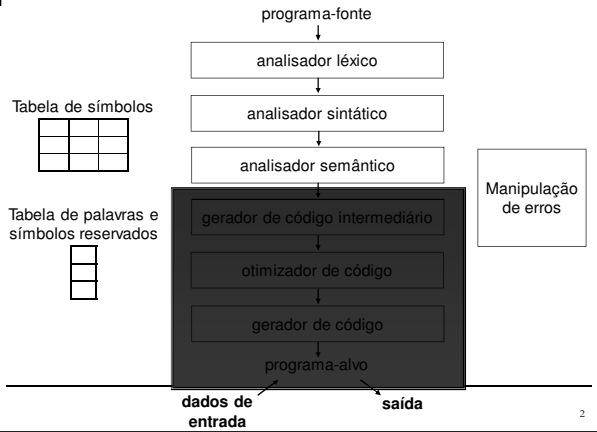 programa-fonte
analisador léxico
Tabela de símbolos
analisador sintático
analisador semântico
Manipulação
de erros
Tabela de palavras e
símbolos reservados
gerador de código intermediário
otimizador de código
gerador de código
programa-alvo
dados de
entrada
saída
2